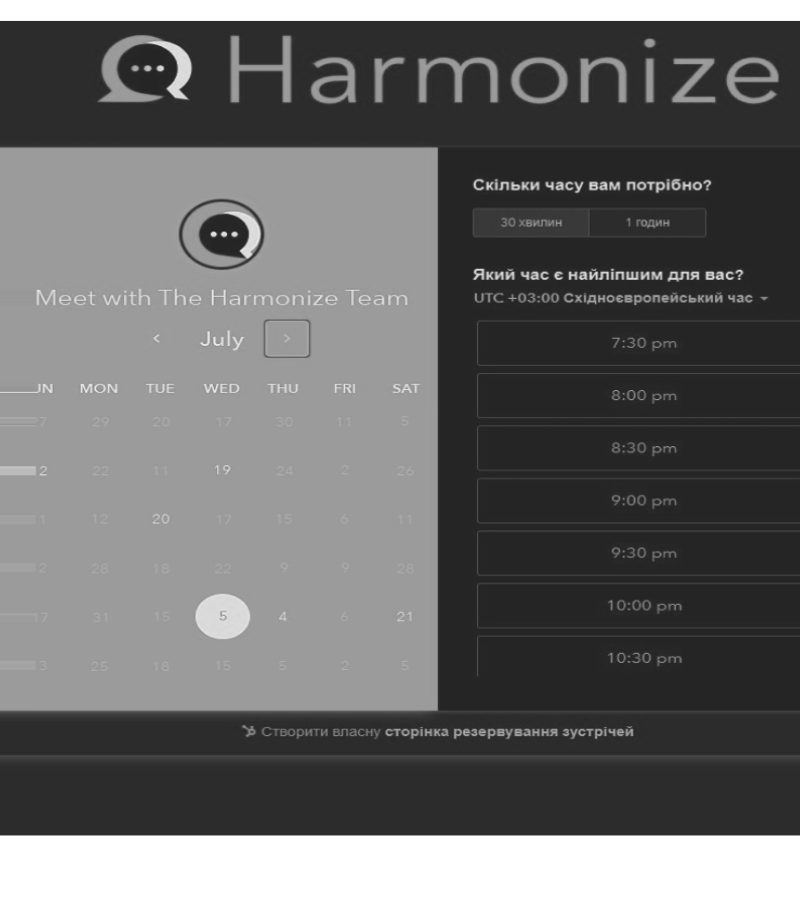 Harmonize
Meet with The Harmonize Team
< July >
UN MON TUE WED THU FRI SAT
7 29 20 17 30 11 5
2 22 11 19 24 2 26
1 12 20 17 15 6 11
2 28 18 22 9 9 28
17 31 15 5 4 6 21
3 25 18 15 5 2 5
Скільки часу вам потрібно?
30 хвилин 1 годин
Який час є найліпшим для вас?
UTC +03:00 Східноєвропейський час
7:30 pm
8:00 pm
8:30 pm
9:00 pm
9:30 pm
10:00 pm
10:30 pm
Створити власну сторінка резервування зустрічей